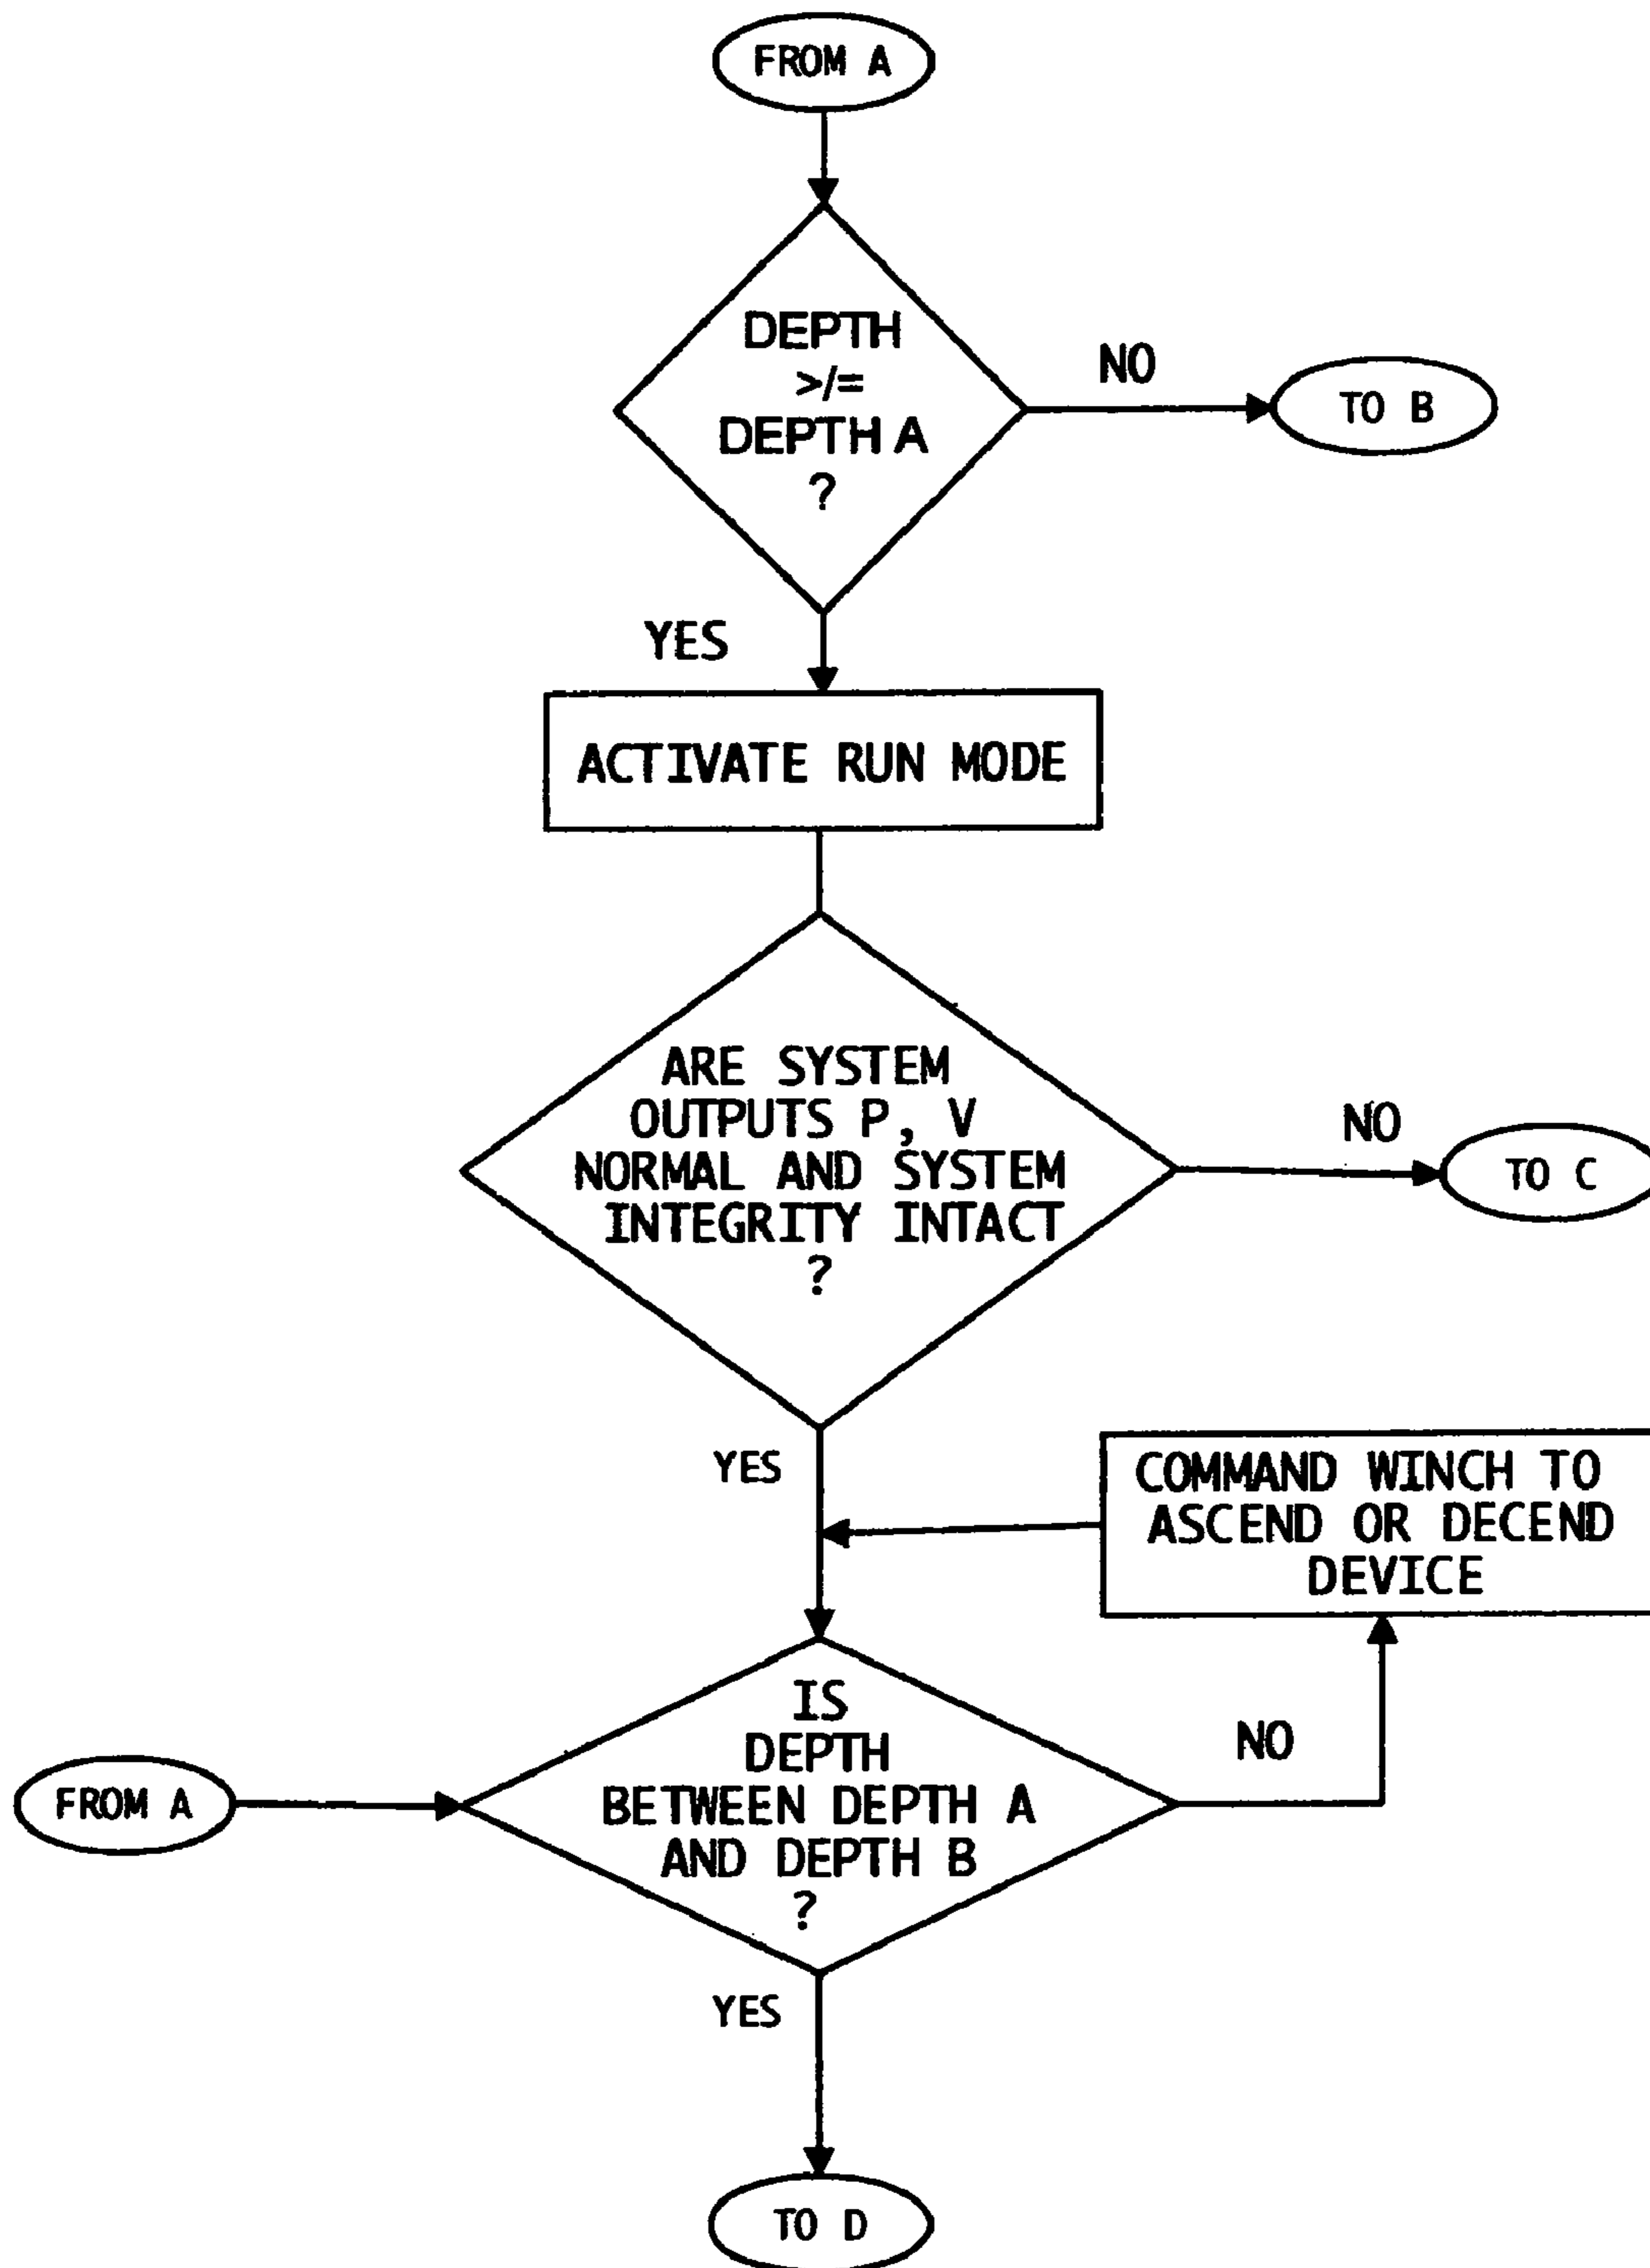 FROM A
DEPTH
>/=
DEPTH A
?
NO
TO B
YES
ACTIVATE RUN MODE
ARE SYSTEM
OUTPUTS P, V
NORMAL AND SYSTEM
INTEGRITY INTACT
?
NO
TO C
YES
COMMAND WINCH TO
ASCEND OR DECEND
DEVICE
IS
DEPTH
BETWEEN DEPTH A
AND DEPTH B
?
NO
FROM A
YES
TO D